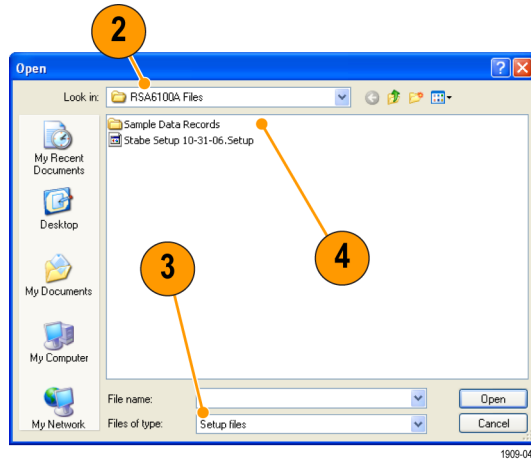 2
Open
Look in:
RSA6100A Files
Sample Data Records
Stabe Setup 10-31-06.Setup
My Recent
Documents
Desktop
My Documents
My Computer
My Network
3
4
File name:
Open
Files of type:
Setup files
Cancel
1909-04